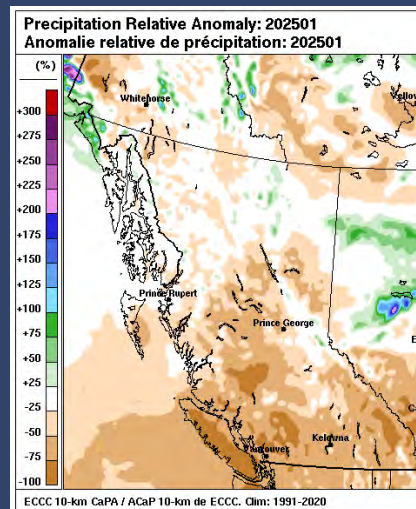 Precipitation Relative Anomaly: 202501
Anomalie relative de précipitation: 202501
(%)
+300
+275
+250
+225
+200
+175
+150
+125
+100
+75
+50
+25
-25
-50
-75
-100
Whitehorse
Yellow
Prince Rupert
Prince George
E
C
Kelowna
Vancouver
ECCC 10-km CaPA / ACaP 10-km de ECCC. Clim: 1991-2020